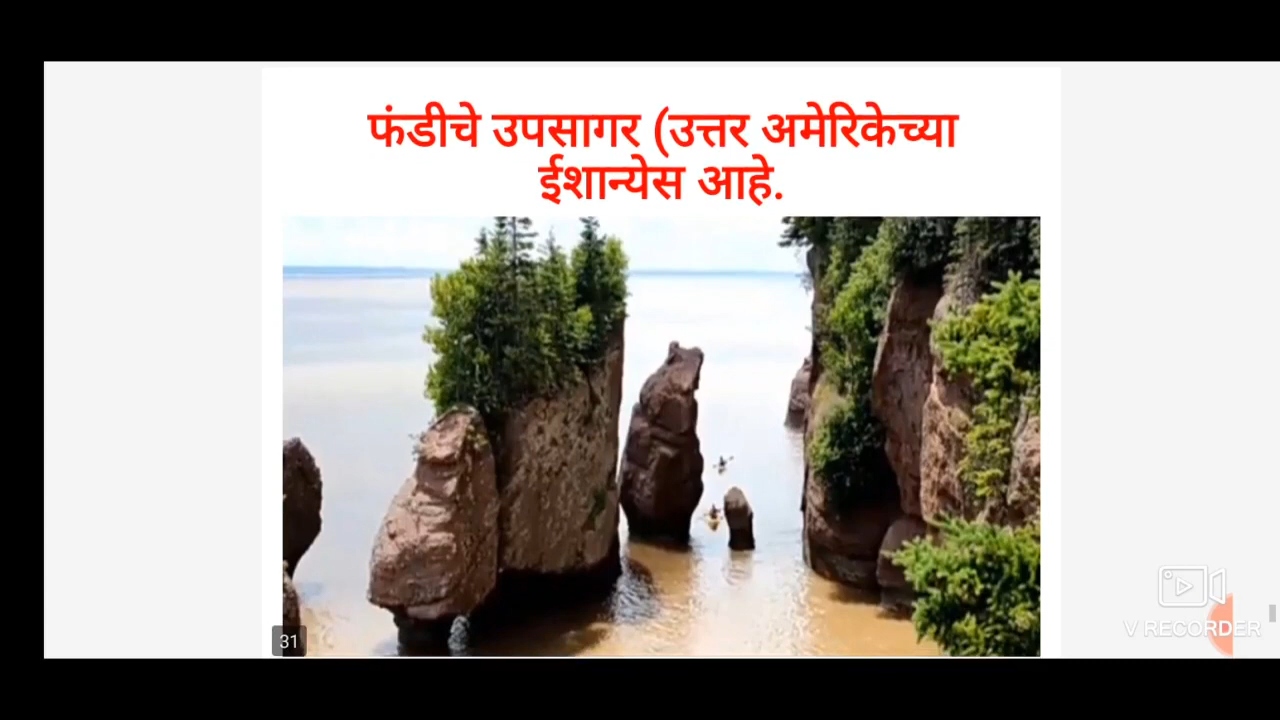 फंडीचे उपसागर (उत्तर अमेरिकेच्या
ईशान्येस आहे.
31
V RECORDER